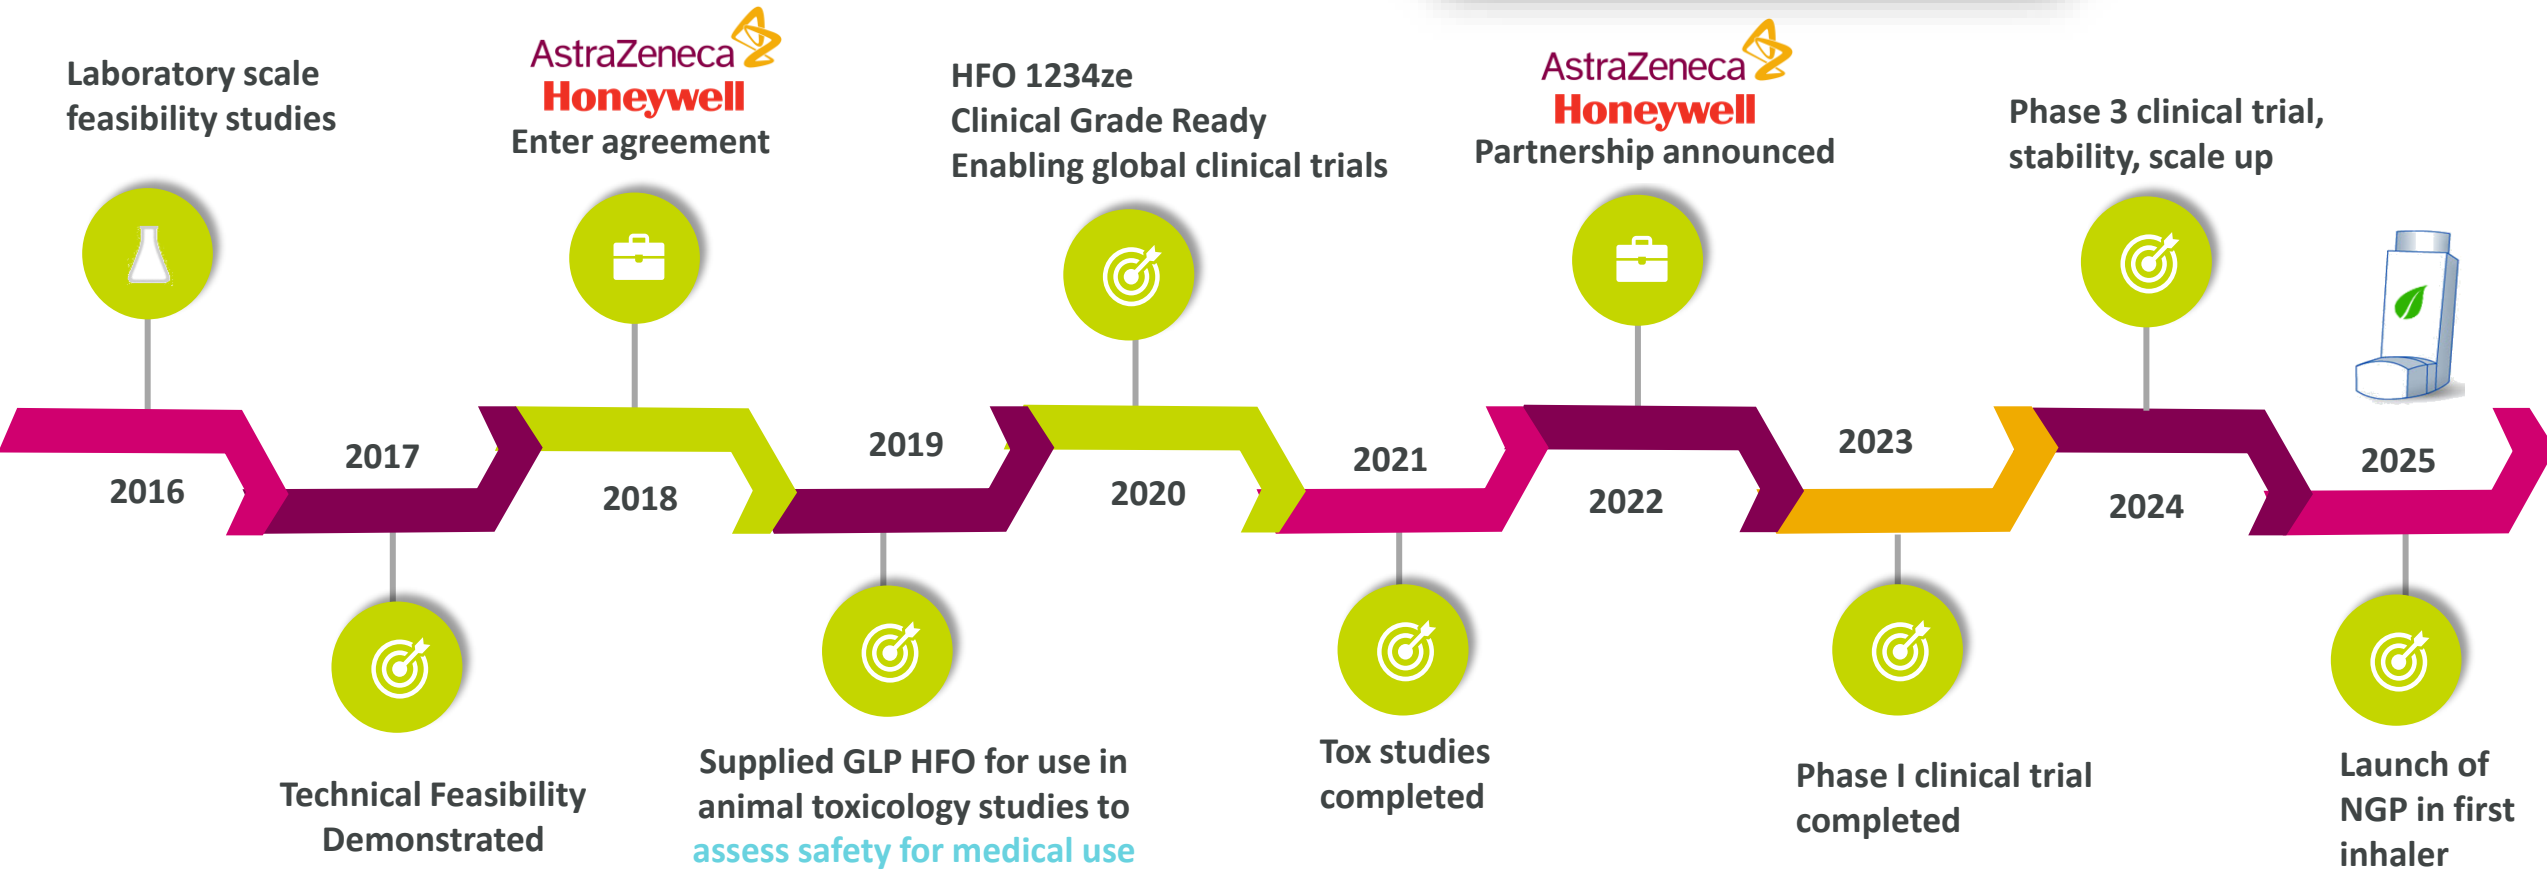 Laboratory scale
feasibility studies
2016
2017
Technical Feasibility
Demonstrated
AstraZeneca
Honeywell
Enter agreement
2018
2019
Supplied GLP HFO for use in
animal toxicology studies to
assess safety for medical use
HFO 1234ze
Clinical Grade Ready
Enabling global clinical trials
2020
2021
Tox studies
completed
AstraZeneca
Honeywell
Partnership announced
2022
2023
Phase I clinical trial
completed
Phase 3 clinical trial,
stability, scale up
2024
2025
Launch of
NGP in first
inhaler